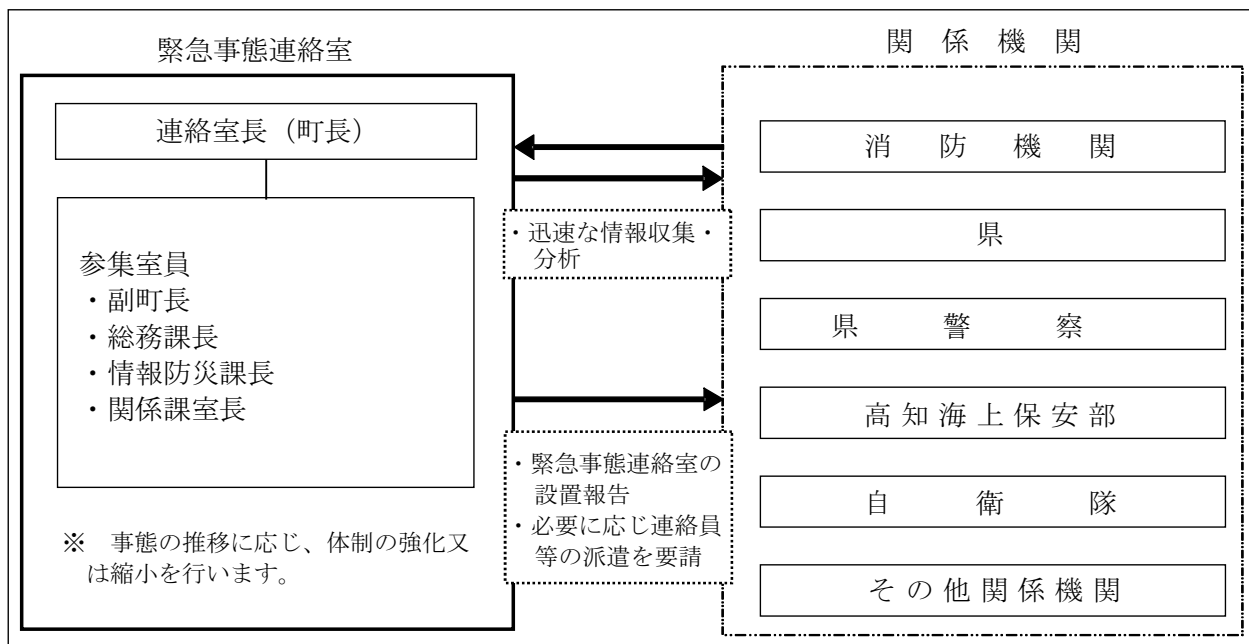 緊急事態連絡室
連絡室長（町長）
参集室員
・副町長
・総務課長
・情報防災課長
・関係課室長
※　事態の推移に応じ、体制の強化又
は縮小を行います。
・迅速な情報収集・
分析
・緊急事態連絡室の
設置報告
・必要に応じ連絡員
等の派遣を要請
関係機関
消防機関
県
県警察
高知海上保安部
自衛隊
その他関係機関